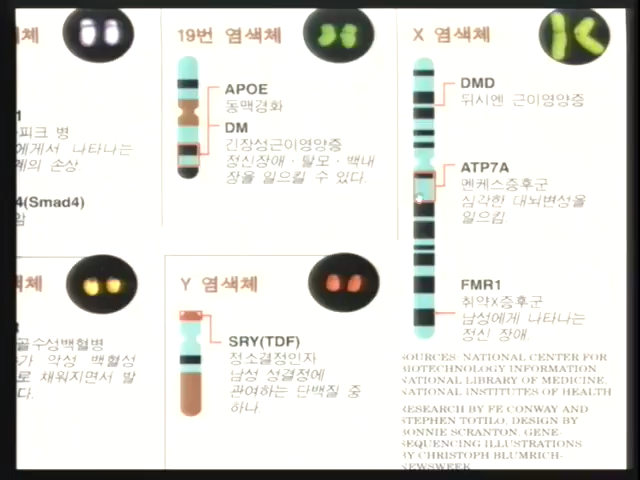 체
19번 염색체
APOE
동맥경화
DM
긴장성근이영양증
정신장애 · 탈모 · 백내
장을 일으킬 수 있다.
X 염색체
DMD
뒤시엔 근이영양증
ATP7A
멘케스증후군
심각한 대뇌변성을
일으킴.
FMR1
취약X증후군
남성에게 나타나는
정신 장애.
1
피크 병
에게서 나타나는
계의 손상
4(Smad4)
암
색체
골수성백혈병
가 악성 백혈성
로 채워지면서 발
다.
Y 염색체
SRY(TDF)
정소결정인자
남성 성결정에
관여하는 단백질 중
하나
SOURCES: NATIONAL CENTER FOR
BIOTECHNOLOGY INFORMATION
NATIONAL LIBRARY OF MEDICINE,
NATIONAL INSTITUTES OF HEALTH
RESEARCH BY FE CONWAY AND
STEPHEN TOTILO, DESIGN BY
BONNIE SCRANTON, GENE-
SEQUENCING ILLUSTRATIONS
BY CHRISTOPH BLUMRICH-
NEWSWEEK